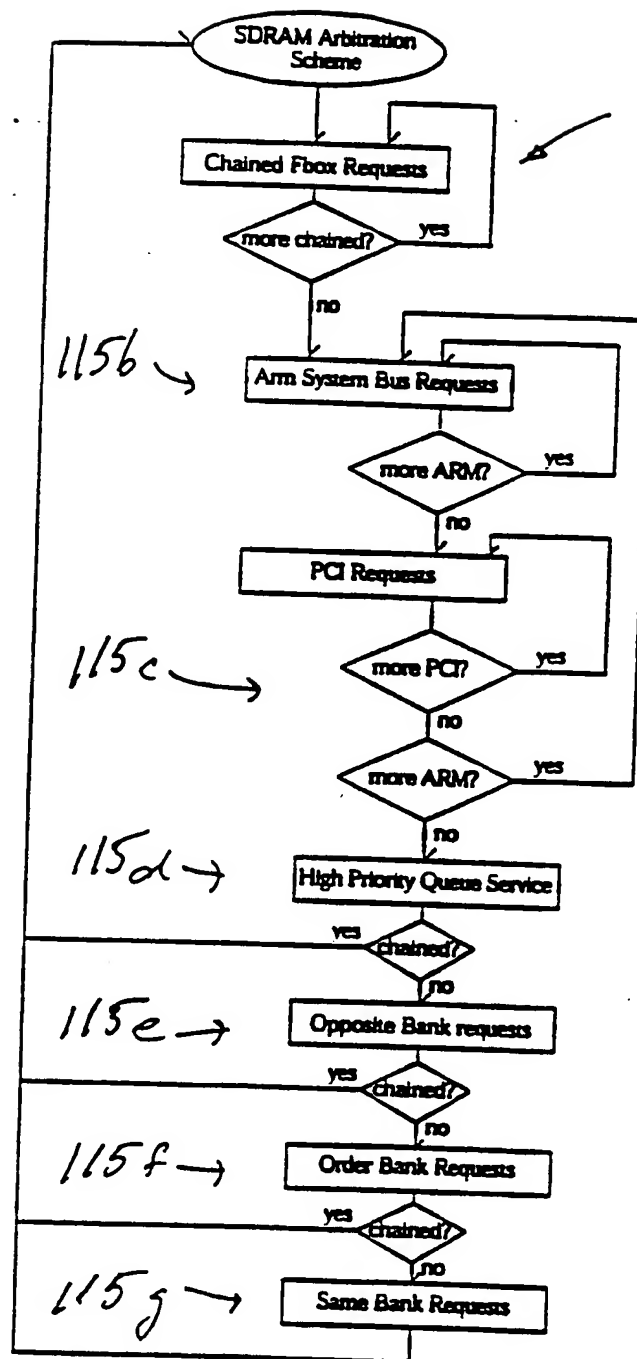 SDRAM Arbitration
Scheme
Chained Fbox Requests
more chained?
yes
no
115b
Arm System Bus Requests
more ARM?
yes
no
PCI Requests
115c
more PCI?
yes
no
more ARM?
yes
no
115d
High Priority Queue Service
yes
chained?
no
115e
Opposite Bank requests
yes
chained?
no
115f
Order Bank Requests
yes
chained?
no
115g
Same Bank Requests